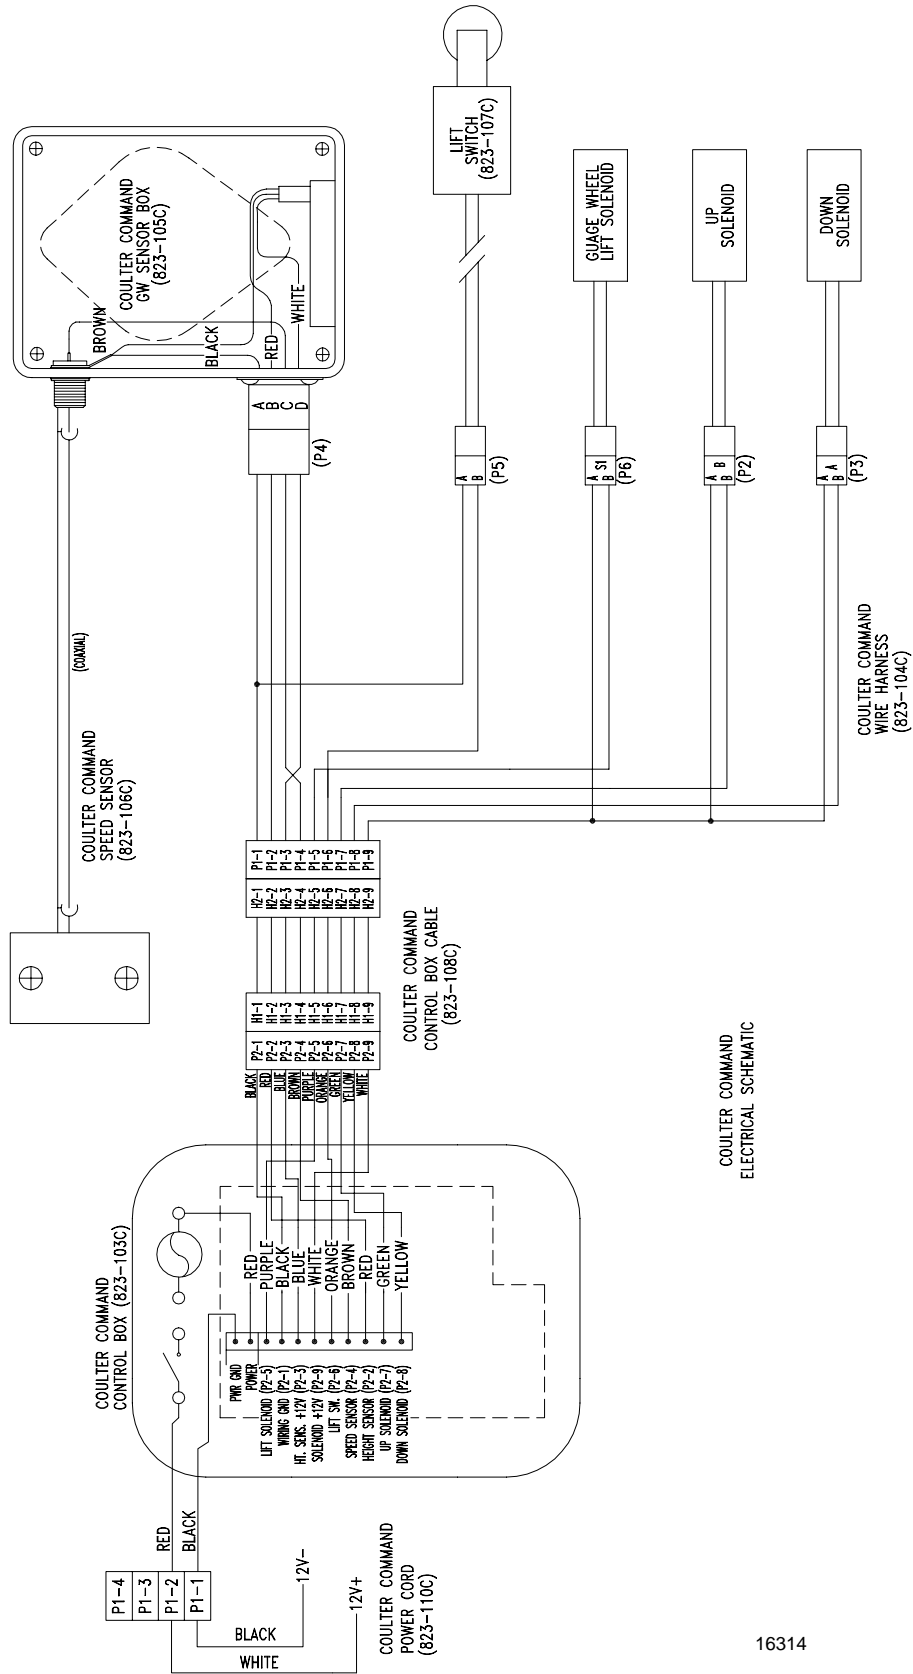 LIFT
SWITCH
(823-107C)
GUAGE WHEEL
LIFT SOLENOID
UP
SOLENOID
DOWN
SOLENOID
COULTER COMMAND
GW SENSOR BOX
(823-105C)
BROWN
BLACK
RED
WHITE
A
B
C
D
(P4)
A
B
(P5)
A
B
S1
(P6)
A
B
B
(P2)
A
B
A
(P3)
(COAXIAL)
COULTER COMMAND
SPEED SENSOR
(823-106C)
COULTER COMMAND
WIRE HARNESS
(823-104C)
P1-1
P1-2
P1-3
P1-4
P1-5
P1-6
P1-7
P1-8
P1-9
H2-1
H2-2
H2-3
H2-4
H2-5
H2-6
H2-7
H2-8
H2-9
COULTER COMMAND
CONTROL BOX CABLE
(823-108C)
H1-1
H1-2
H1-3
H1-4
H1-5
H1-6
H1-7
H1-8
H1-9
P2-1
P2-2
P2-3
P2-4
P2-5
P2-6
P2-7
P2-8
P2-9
BLACK
RED
BLUE
BROWN
PURPLE
ORANGE
GREEN
YELLOW
WHITE
COULTER COMMAND
ELECTRICAL SCHEMATIC
COULTER COMMAND
CONTROL BOX (823-103C)
RED
PURPLE
BLACK
BLUE
WHITE
ORANGE
BROWN
RED
GREEN
YELLOW
PWR GND
POWER
LIFT SOLENOID (P2-5)
WIRING GND (P2-1)
HT. SENS. +12V (P2-3)
SOLENOID +12V (P2-9)
LIFT SW. (P2-6)
SPEED SENSOR (P2-4)
HEIGHT SENSOR (P2-2)
UP SOLENOID (P2-7)
DOWN SOLENOID (P2-8)
RED
BLACK
P1-4
P1-3
P1-2
P1-1
12V-
12V+
BLACK
WHITE
COULTER COMMAND
POWER CORD
(823-110C)
16314